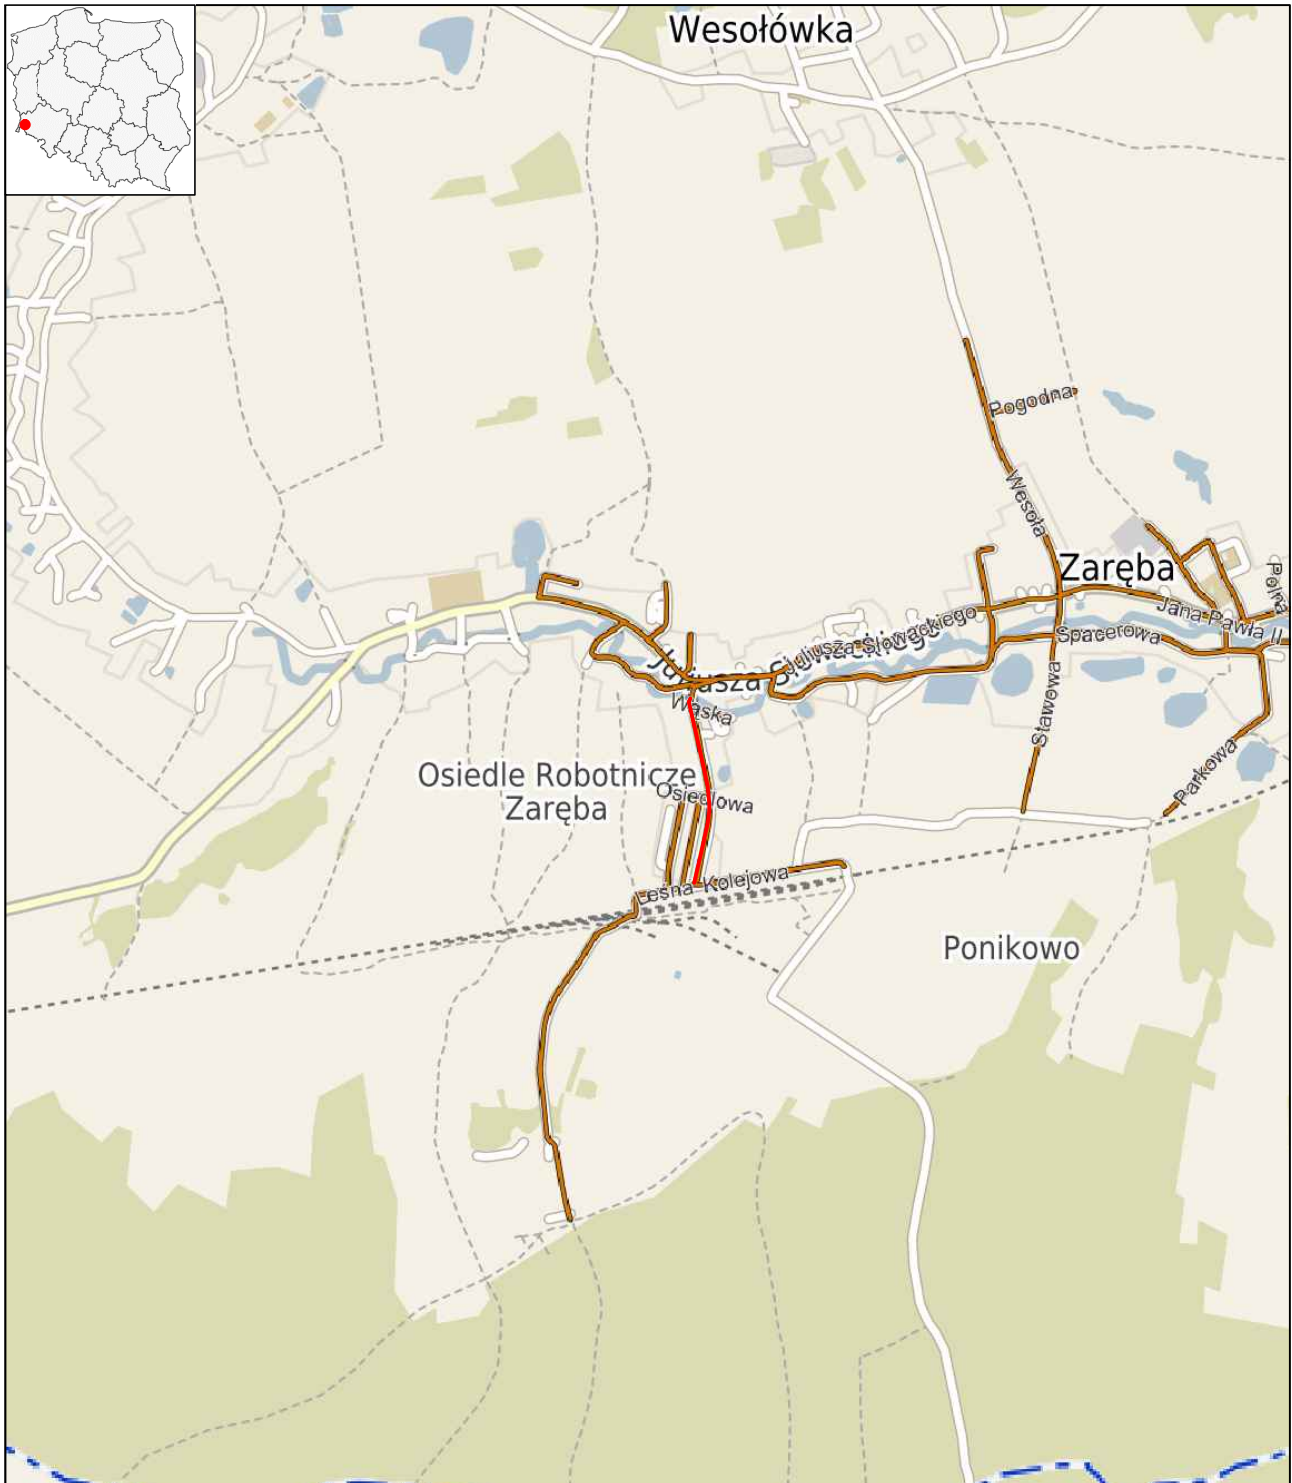 Wesołówka
Pogodna
Wesoła
Zaręba
Polna
Jana Pawła II
Juliusza Słowackiego
Spacerowa
Juliusza Słowackiego
Wąska
Stawowa
Parkowa
Osiedle Robotnicze
Zaręba
Osiedlowa
Leśna
Kolejowa
Ponikowo